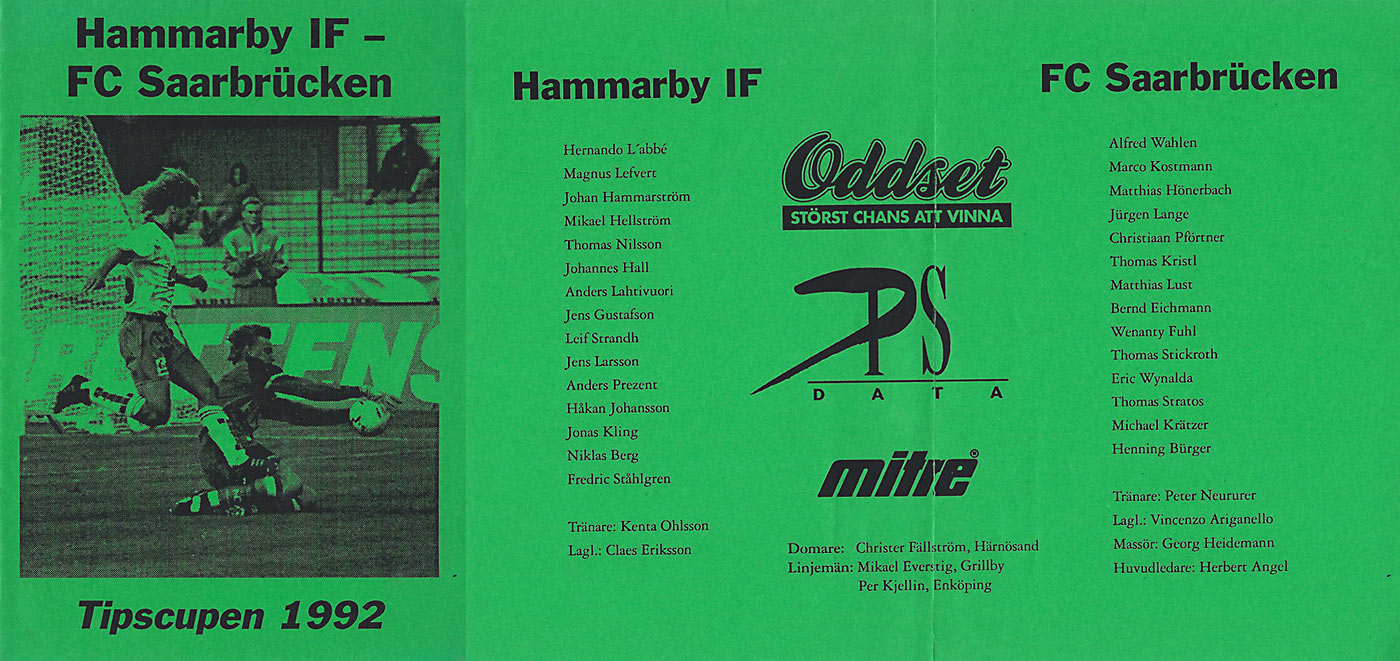 Hammarby IF –
FC Saarbrücken
Tipscupen 1992
Hammarby IF
Hernando L´abbé
Magnus Lefvert
Johan Hammarström
Mikael Hellström
Thomas Nilsson
Johannes Hall
Anders Lahtivuori
Jens Gustafson
Leif Strandh
Jens Larsson
Anders Prezent
Håkan Johansson
Jonas Kling
Niklas Berg
Fredric Ståhlgren
Tränare: Kenta Ohlsson
Lagl.: Claes Eriksson
Oddset
STÖRST CHANS ATT VINNA
PS
DATA
mitre®
Domare: Christer Fällström, Härnösand
Linjemän: Mikael Everstig, Grillby
Per Kjellin, Enköping
FC Saarbrücken
Alfred Wahlen
Marco Kostmann
Matthias Hönerbach
Jürgen Lange
Christiaan Pförtner
Thomas Kristl
Matthias Lust
Bernd Eichmann
Wenanty Fuhl
Thomas Stickroth
Eric Wynalda
Thomas Stratos
Michael Krätzer
Henning Bürger
Tränare: Peter Neururer
Lagl.: Vincenzo Ariganello
Massör: Georg Heidemann
Huvudledare: Herbert Angel